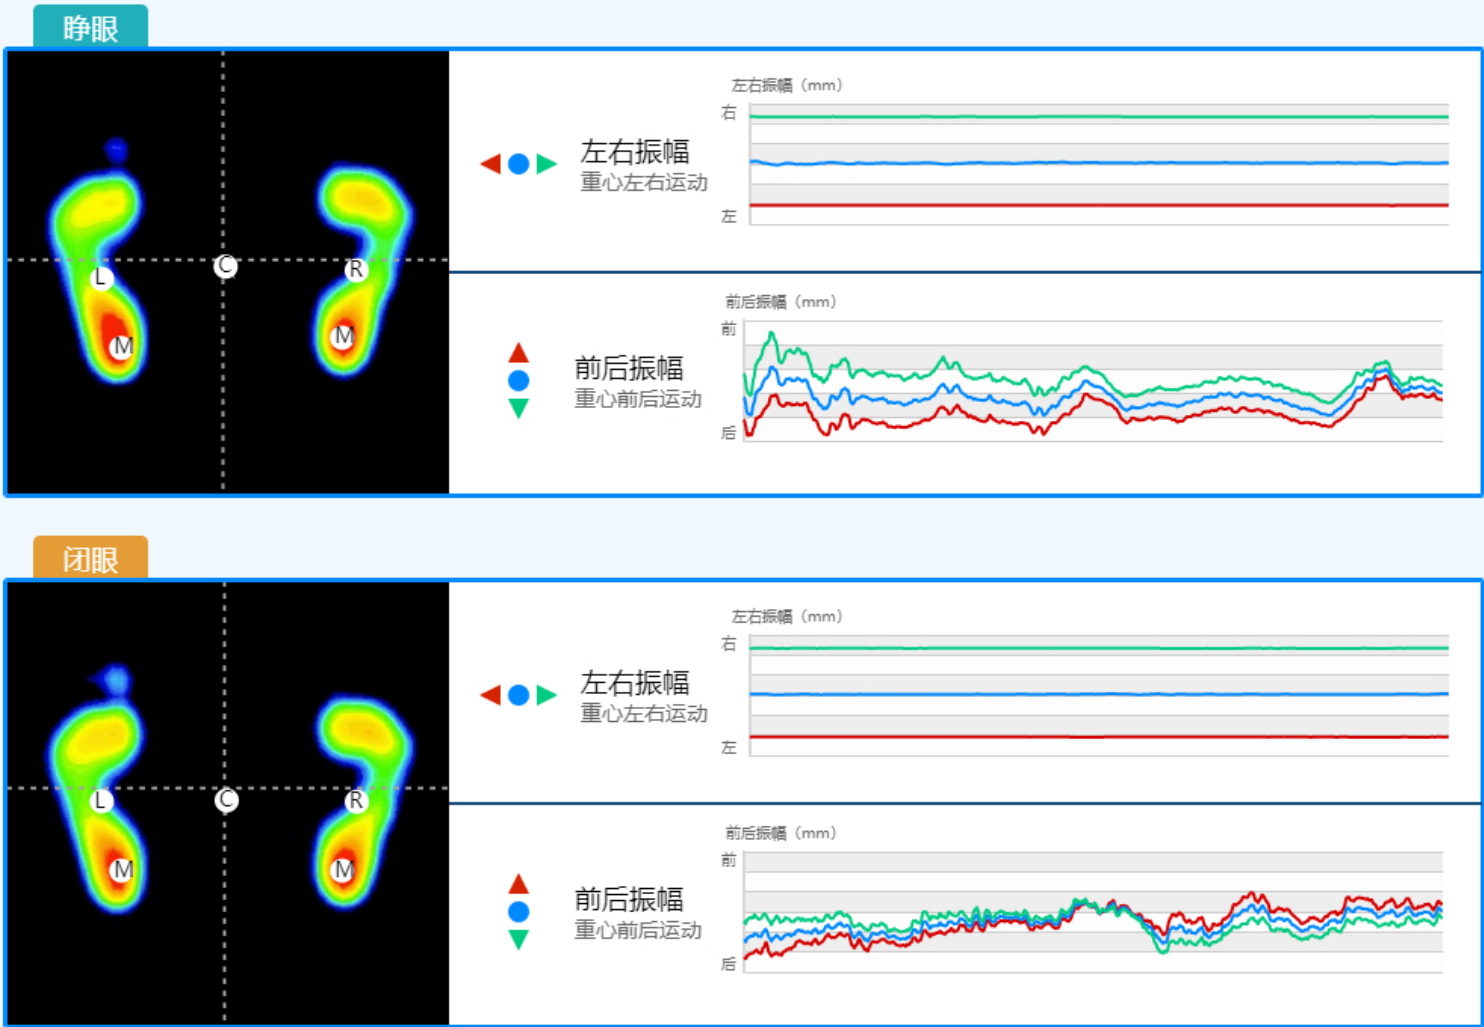 睁眼
左右振幅（mm）
右
左右振幅
重心左右运动
左
L
C
R
M
M
前后振幅（mm）
前
前后振幅
重心前后运动
后
闭眼
左右振幅（mm）
右
左右振幅
重心左右运动
左
L
C
R
M
M
前后振幅（mm）
前
前后振幅
重心前后运动
后